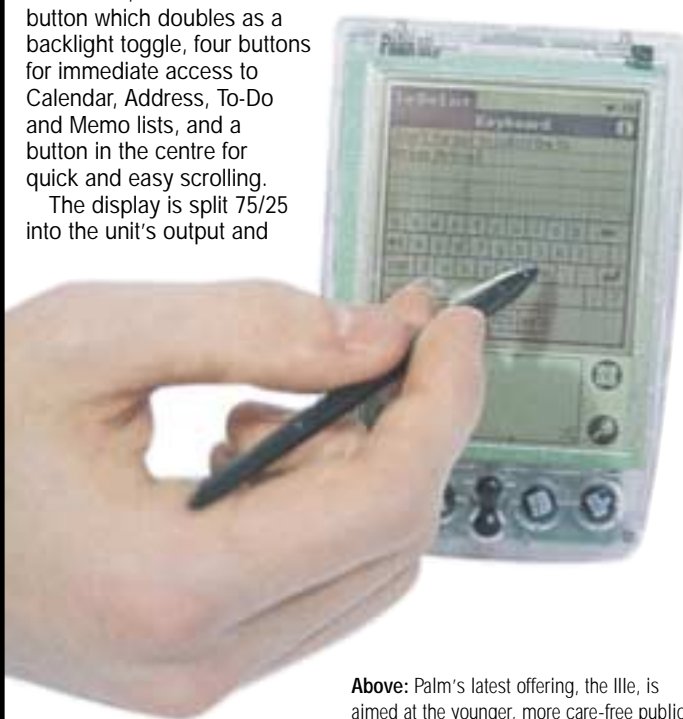 button which doubles as a
backlight toggle, four buttons
for immediate access to
Calendar, Address, To-Do
and Memo lists, and a
button in the centre for
quick and easy scrolling.
The display is split 75/25
into the unit's output and
Keyboard
Above: Palm's latest offering, the IIIe, is
aimed at the younger, more care-free public